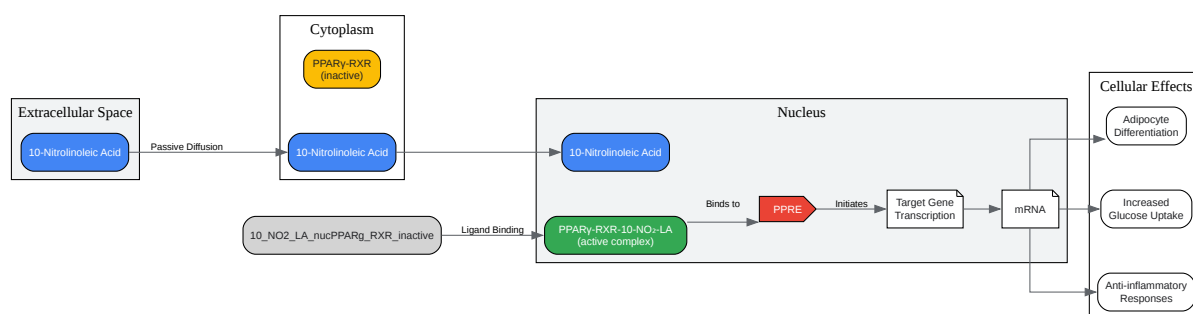 Cytoplasm
PPARγ-RXR
(inactive)
Extracellular Space
10-Nitrolinoleic Acid
Passive Diffusion
10-Nitrolinoleic Acid
Nucleus
10-Nitrolinoleic Acid
10_NO2_LA_nucPPARg_RXR_inactive
Ligand Binding
PPARγ-RXR-10-NO₂-LA
(active complex)
Binds to
PPRE
Initiates
Target Gene
Transcription
mRNA
Cellular Effects
Adipocyte
Differentiation
Increased
Glucose Uptake
Anti-inflammatory
Responses